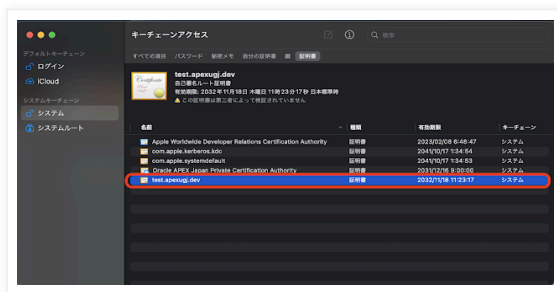 キーチェーンアクセス
検索
デフォルトキーチェーン
ログイン
iCloud
システムキーチェーン
システム
システムルート
すべての項目 パスワード 秘密メモ 自分の証明書 鍵 証明書
test.apexugj.dev
自己署名ルート証明書
有効期限: 2032年11月18日 木曜日 11時23分17秒 日本標準時
この証明書は第三者によって検証されていません
名前 種類 有効期限 キーチェーン
Apple Worldwide Developer Relations Certification Authority 証明書 2023/02/08 6:48:47 システム
com.apple.kerberos.kdc 証明書 2041/10/17 1:34:54 システム
com.apple.systemdefault 証明書 2041/10/17 1:34:53 システム
Oracle APEX Japan Private Certification Authority 証明書 2031/12/16 9:00:00 システム
test.apexugj.dev 証明書 2032/11/18 11:23:17 システム